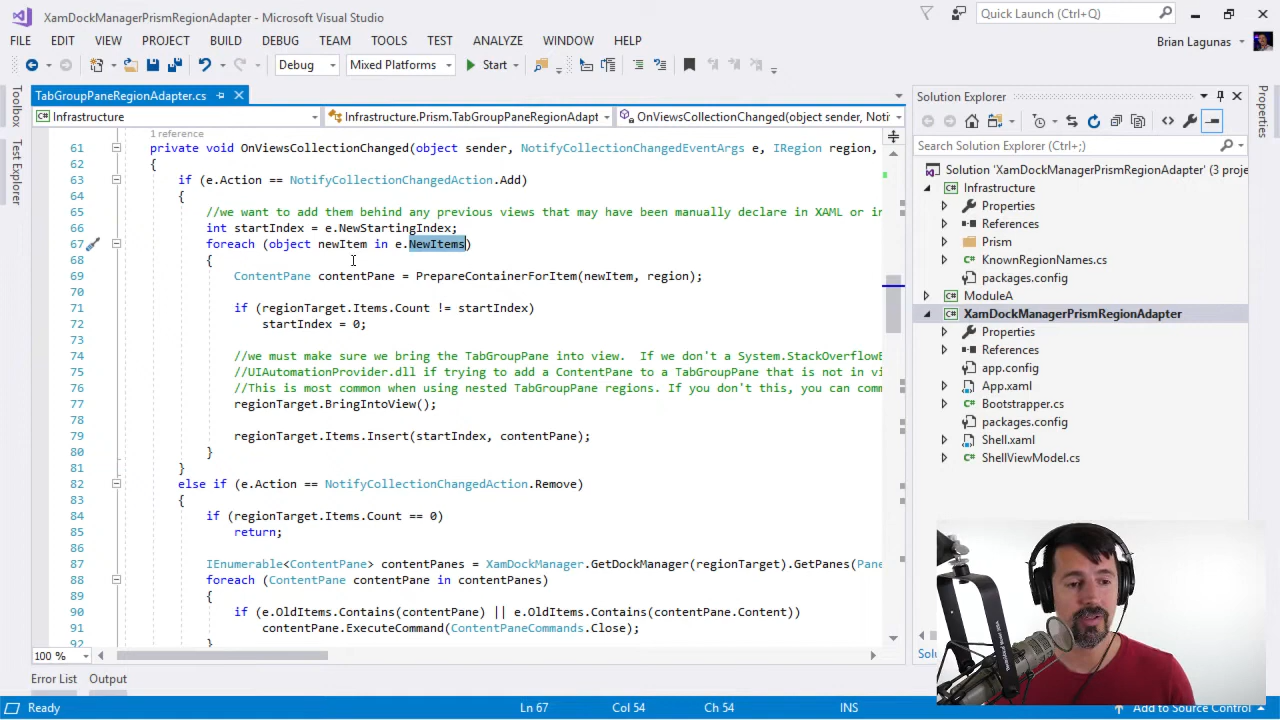 XamDockManagerPrismRegionAdapter - Microsoft Visual Studio
Quick Launch (Ctrl+Q)
FILE EDIT VIEW PROJECT BUILD DEBUG TEAM TOOLS TEST ANALYZE WINDOW HELP
Brian Lagunas
Debug Mixed Platforms Start
Toolbox
Test Explorer
TabGroupPaneRegionAdapter.cs
Infrastructure Infrastructure.Prism.TabGroupPaneRegionAdapt OnViewsCollectionChanged(object sender, Notif
1 reference
61 private void OnViewsCollectionChanged(object sender, NotifyCollectionChangedEventArgs e, IRegion region,
62 {
63 if (e.Action == NotifyCollectionChangedAction.Add)
64 {
65 //we want to add them behind any previous views that may have been manually declare in XAML or in
66 int startIndex = e.NewStartingIndex;
67 foreach (object newItem in e.NewItems)
68 {
69 ContentPane contentPane = PrepareContainerForItem(newItem, region);
70
71 if (regionTarget.Items.Count != startIndex)
72 startIndex = 0;
73
74 //we must make sure we bring the TabGroupPane into view.  If we don't a System.StackOverflowE
75 //UIAutomationProvider.dll if trying to add a ContentPane to a TabGroupPane that is not in vi
76 //This is most common when using nested TabGroupPane regions. If you don't this, you can comm
77 regionTarget.BringIntoView();
78
79 regionTarget.Items.Insert(startIndex, contentPane);
80 }
81 }
82 else if (e.Action == NotifyCollectionChangedAction.Remove)
83 {
84 if (regionTarget.Items.Count == 0)
85 return;
86
87 IEnumerable<ContentPane> contentPanes = XamDockManager.GetDockManager(regionTarget).GetPanes(Pane
88 foreach (ContentPane contentPane in contentPanes)
89 {
90 if (e.OldItems.Contains(contentPane) || e.OldItems.Contains(contentPane.Content))
91 contentPane.ExecuteCommand(ContentPaneCommands.Close);
92 }
100 %
Solution Explorer
Search Solution Explorer (Ctrl+;)
Solution 'XamDockManagerPrismRegionAdapter' (3 proje
Infrastructure
Properties
References
Prism
KnownRegionNames.cs
packages.config
ModuleA
XamDockManagerPrismRegionAdapter
Properties
References
app.config
App.xaml
Bootstrapper.cs
packages.config
Shell.xaml
ShellViewModel.cs
Solu
Properties
Error List Output
Ready Ln 67 Col 54 Ch 54 INS Add to Source Control